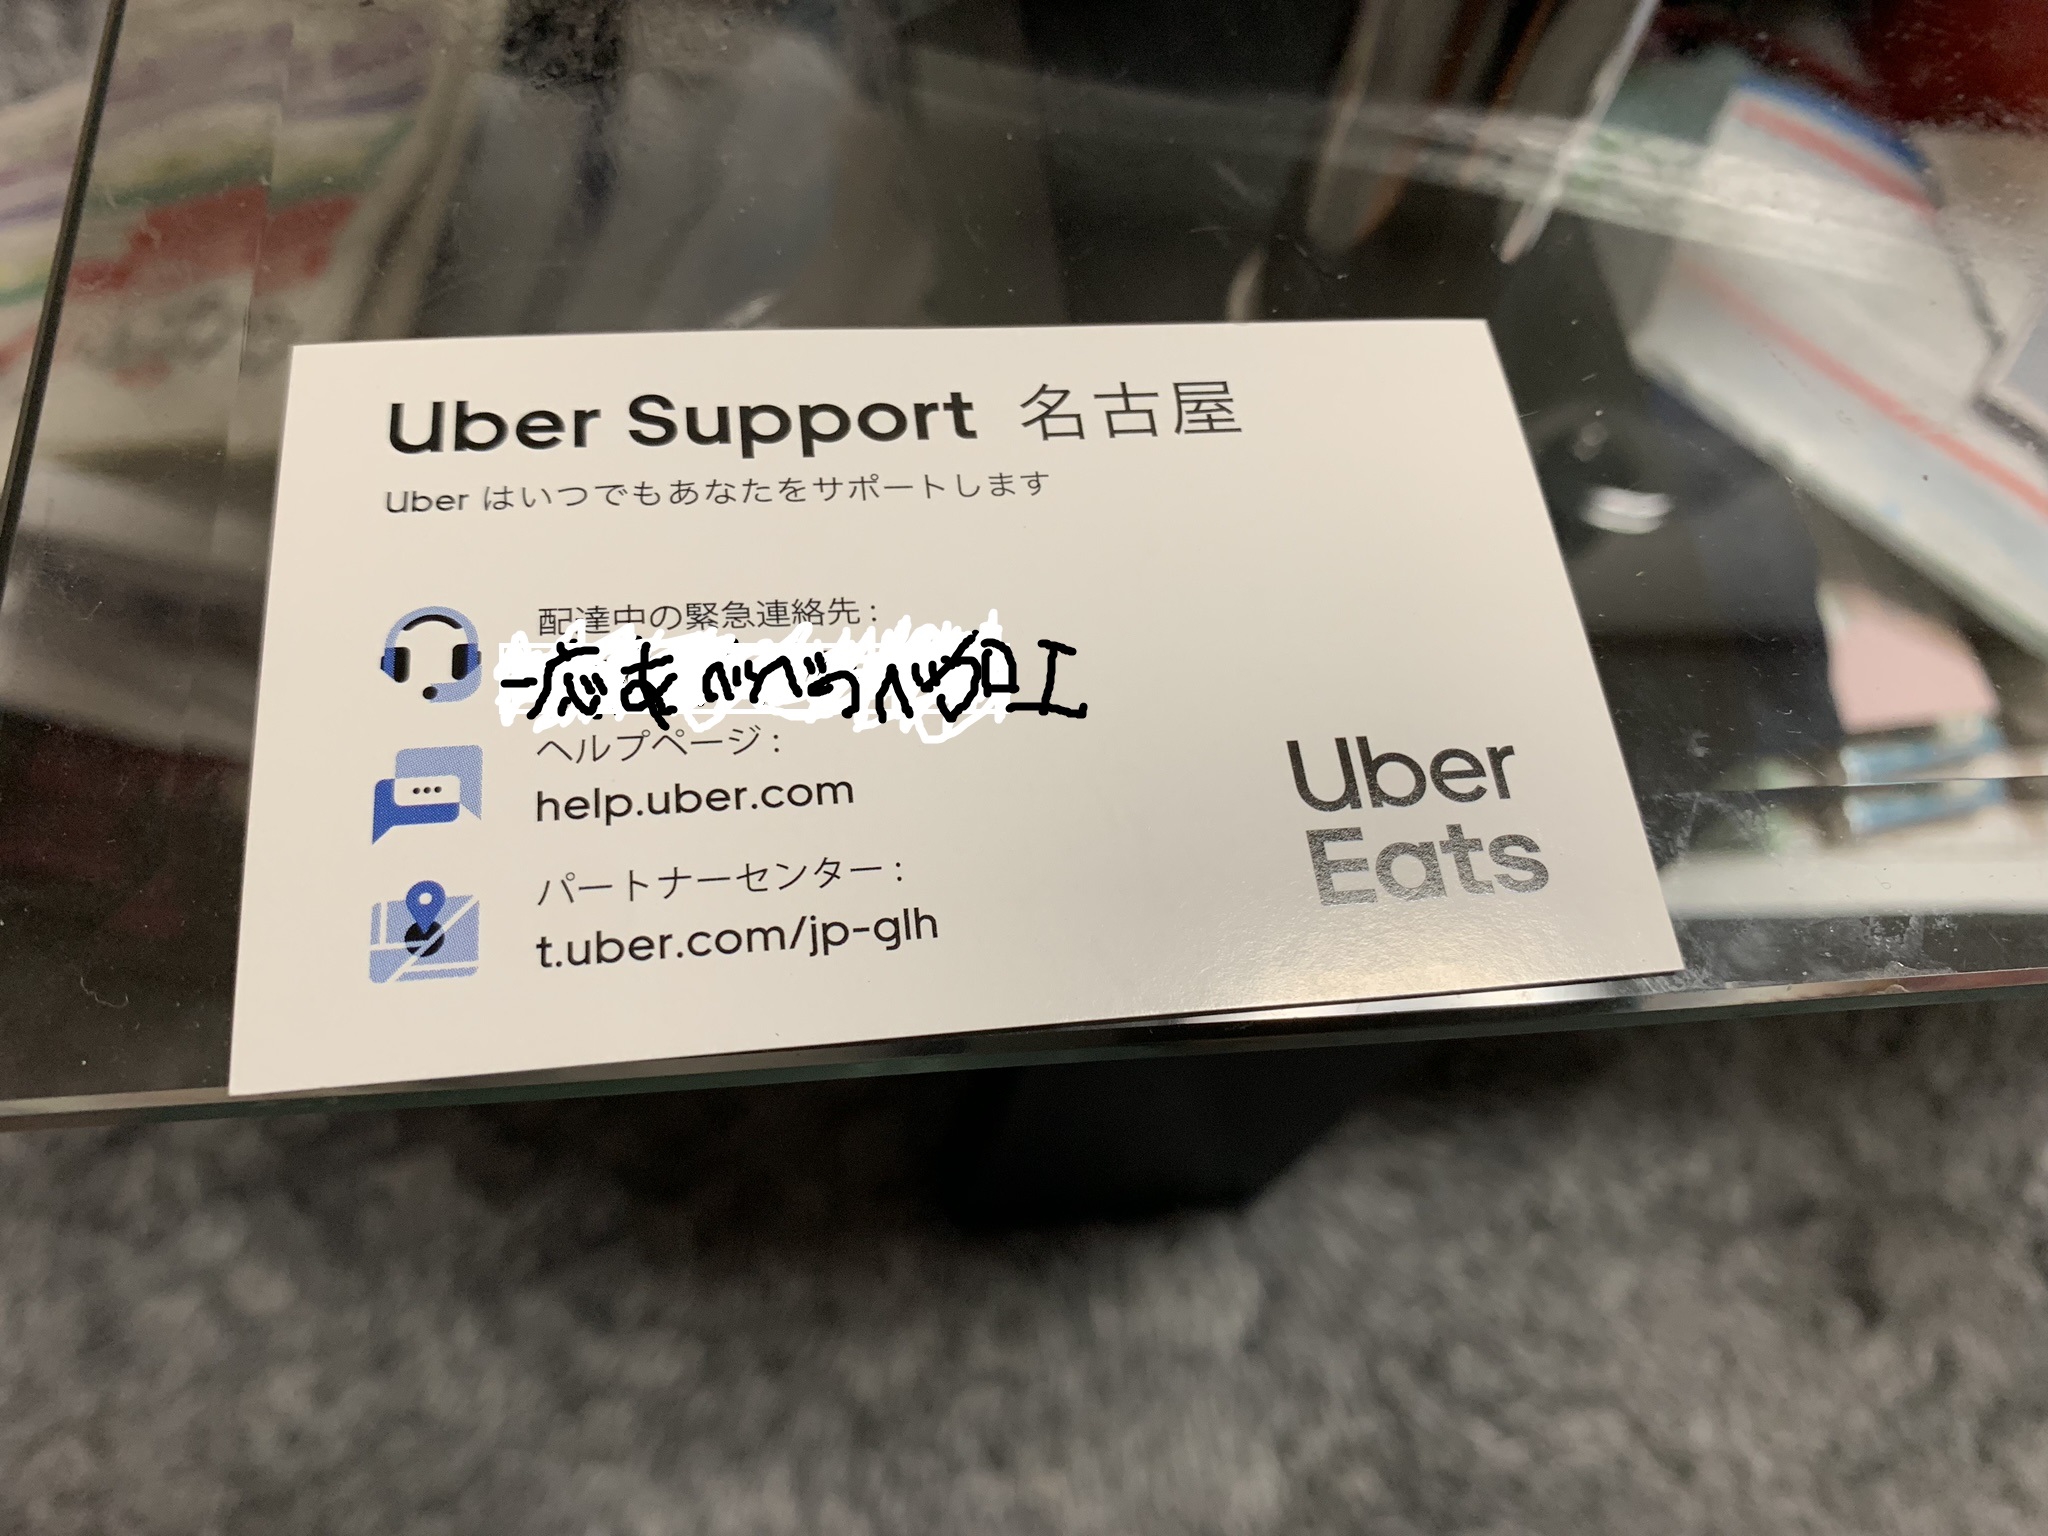 Uber Support 名古屋
Uber はいつでもあなたをサポートします
配達中の緊急連絡先 :
ヘルプページ :
help.uber.com
パートナーセンター :
t.uber.com/jp-glh
Uber
Eats